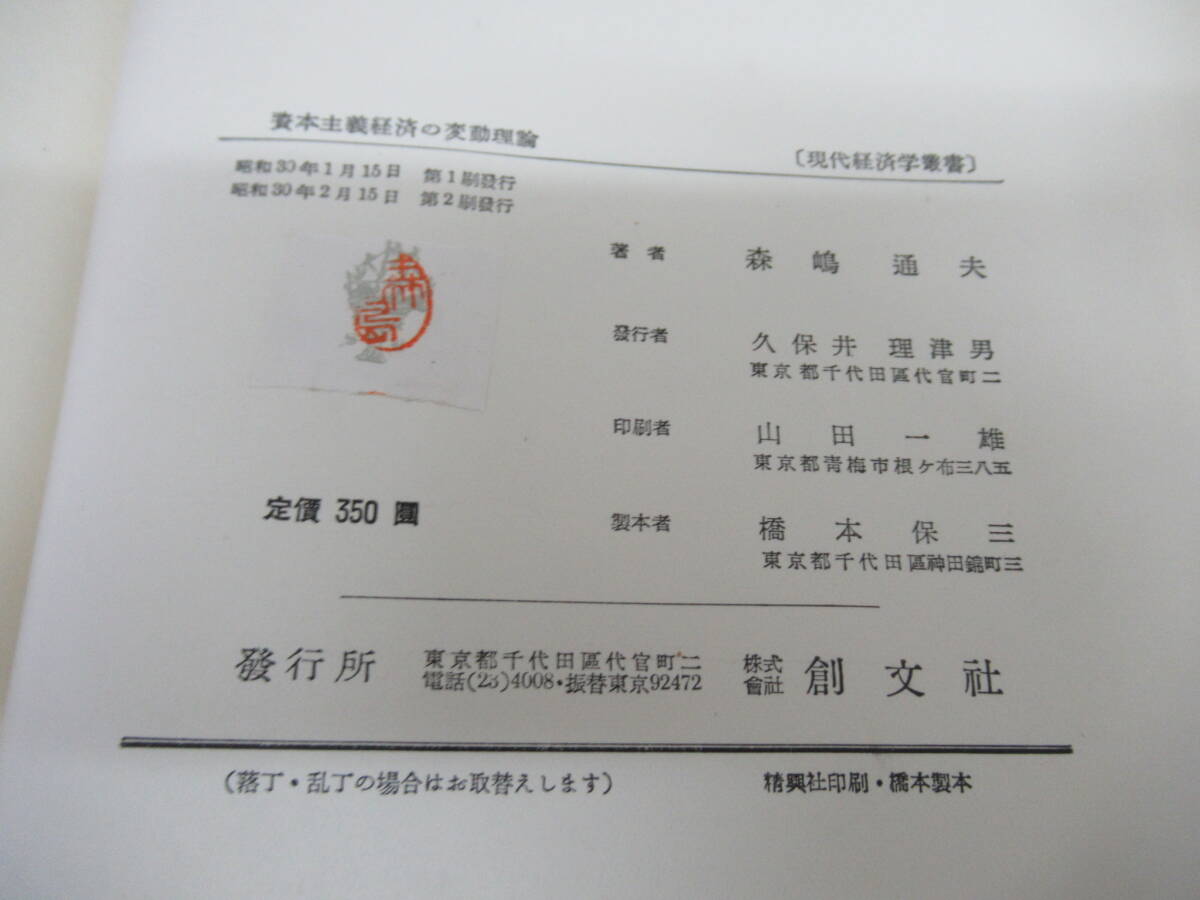 資本主義経済の変動理論
〔現代経済学叢書〕
昭和30年1月15日 第1刷發行
昭和30年2月15日 第2刷發行
森島
著者 森嶋通夫
發行者 久保井理津男
東京都千代田區代官町二
印刷者 山田一雄
東京都青梅市根ヶ布三八五
製本者 橋本保三
東京都千代田區神田錦町三
定價 350 圓
發行所 東京都千代田區代官町二
電話(23)4008・振替東京92472
株式會社 創文社
(落丁・乱丁の場合はお取替えします)
精興社印刷・橋本製本